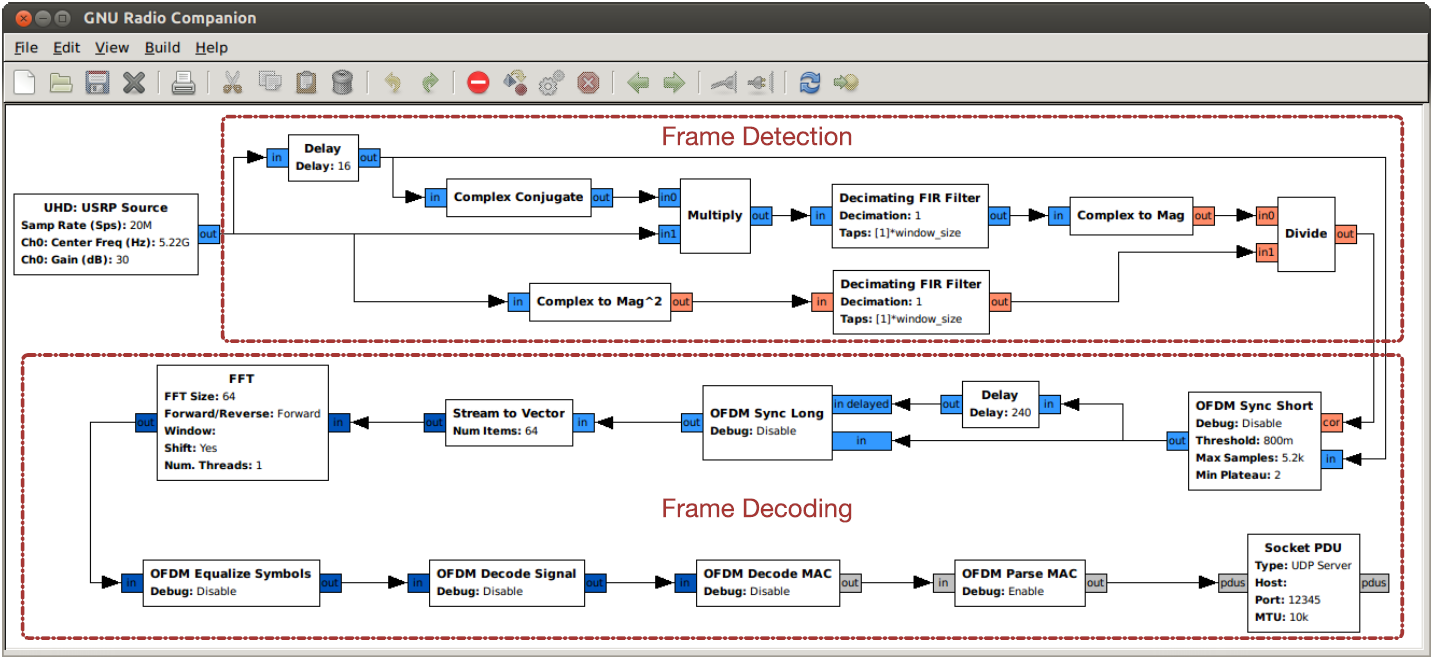 GNU Radio Companion
File Edit View Build Help
Frame Detection
Delay
Delay: 16
in
out
in
Complex Conjugate
out
in0
in1
Multiply
out
in
Decimating FIR Filter
Decimation: 1
Taps: [1]*window_size
out
in
Complex to Mag
out
in0
in1
Divide
out
UHD: USRP Source
Samp Rate (Sps): 20M
Ch0: Center Freq (Hz): 5.22G
Ch0: Gain (dB): 30
out
in
Complex to Mag^2
out
in
Decimating FIR Filter
Decimation: 1
Taps: [1]*window_size
out
FFT
FFT Size: 64
Forward/Reverse: Forward
Window:
Shift: Yes
Num. Threads: 1
out
in
Stream to Vector
Num Items: 64
out
in
OFDM Sync Long
Debug: Disable
out
in delayed
in
Delay
Delay: 240
out
in
OFDM Sync Short
Debug: Disable
Threshold: 800m
Max Samples: 5.2k
Min Plateau: 2
out
cor
in
Frame Decoding
in
OFDM Equalize Symbols
Debug: Disable
out
in
OFDM Decode Signal
Debug: Disable
out
in
OFDM Decode MAC
Debug: Disable
out
in
OFDM Parse MAC
Debug: Enable
out
pdus
Socket PDU
Type: UDP Server
Host:
Port: 12345
MTU: 10k
pdus